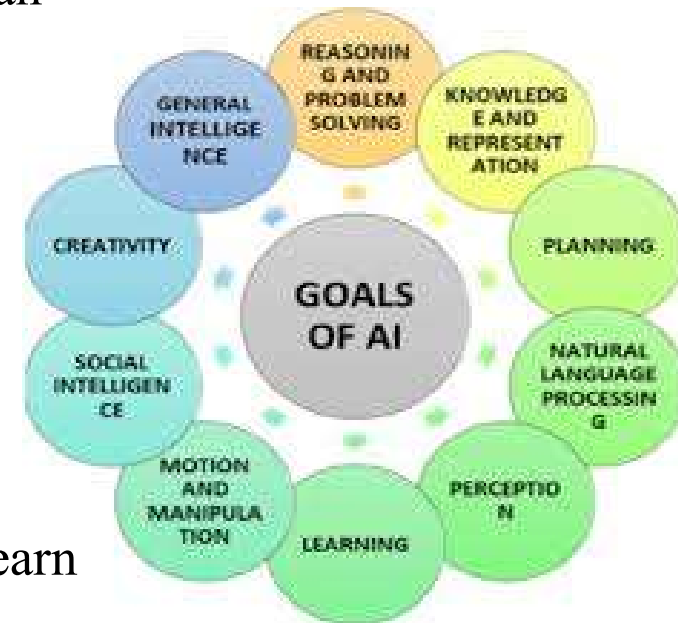 REASONIN
G AND
PROBLEM
SOLVING
KNOWLEDG
E AND
REPRESENT
ATION
PLANNING
NATURAL
LANGUAGE
PROCESSIN
G
PERCEPTIO
N
LEARNING
MOTION
AND
MANIPULA
TION
SOCIAL
INTELLIGEN
CE
CREATIVITY
GENERAL
INTELLIGE
NCE
GOALS
OF AI
earn